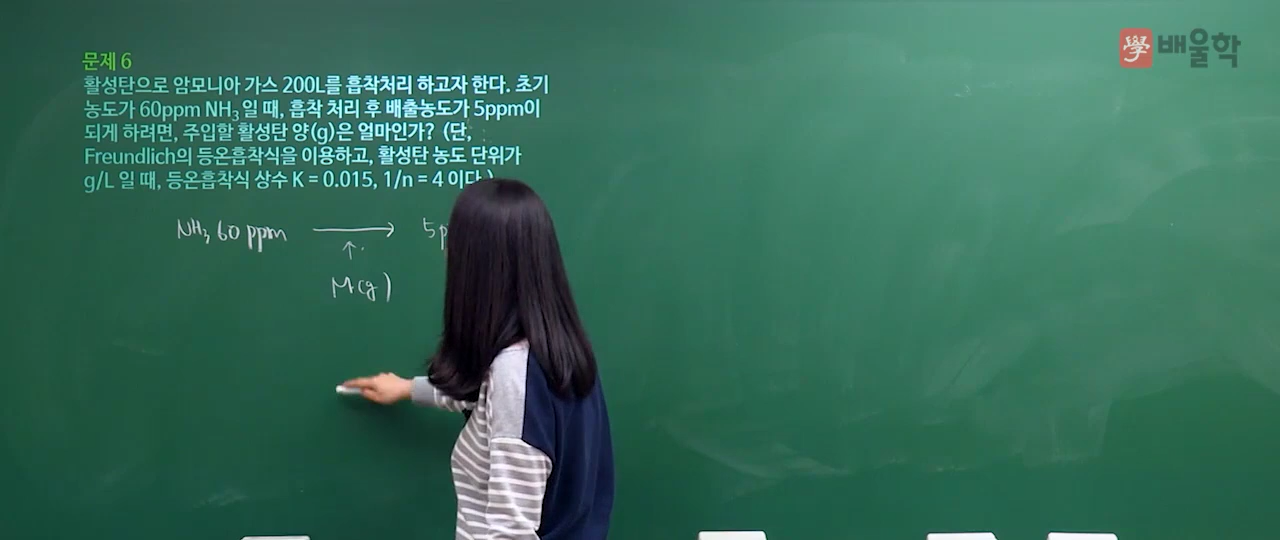 學 배울학
문제 6
활성탄으로 암모니아 가스 200L를 흡착처리 하고자 한다. 초기
농도가 60ppm NH₃ 일 때, 흡착 처리 후 배출농도가 5ppm이
되게 하려면, 주입할 활성탄 양(g)은 얼마인가? (단,
Freundlich의 등온흡착식을 이용하고, 활성탄 농도 단위가
g/L 일 때, 등온흡착식 상수 K = 0.015, 1/n = 4 이다.)
NH₃ 60 ppm → 5p
↑
M(g)